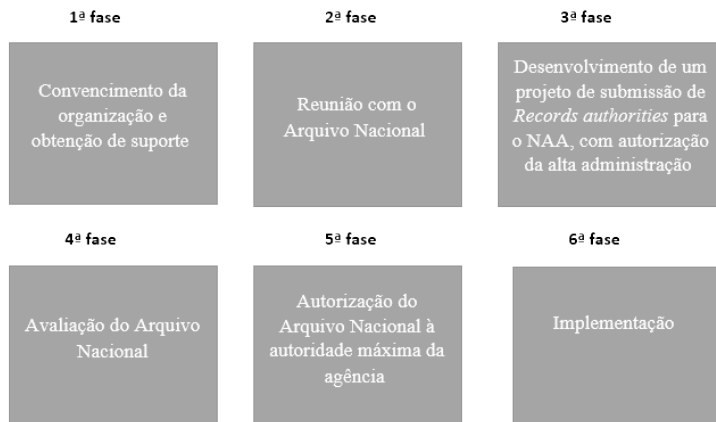 1ª fase
2ª fase
3ª fase
Convencimento da
organização e
obtenção de suporte
Reunião com o
Arquivo Nacional
Desenvolvimento de um
projeto de submissão de
Records authorities para
o NAA, com autorização
da alta administração
4ª fase
5ª fase
6ª fase
Avaliação do Arquivo
Nacional
Autorização do
Arquivo Nacional à
autoridade máxima da
agência
Implementação